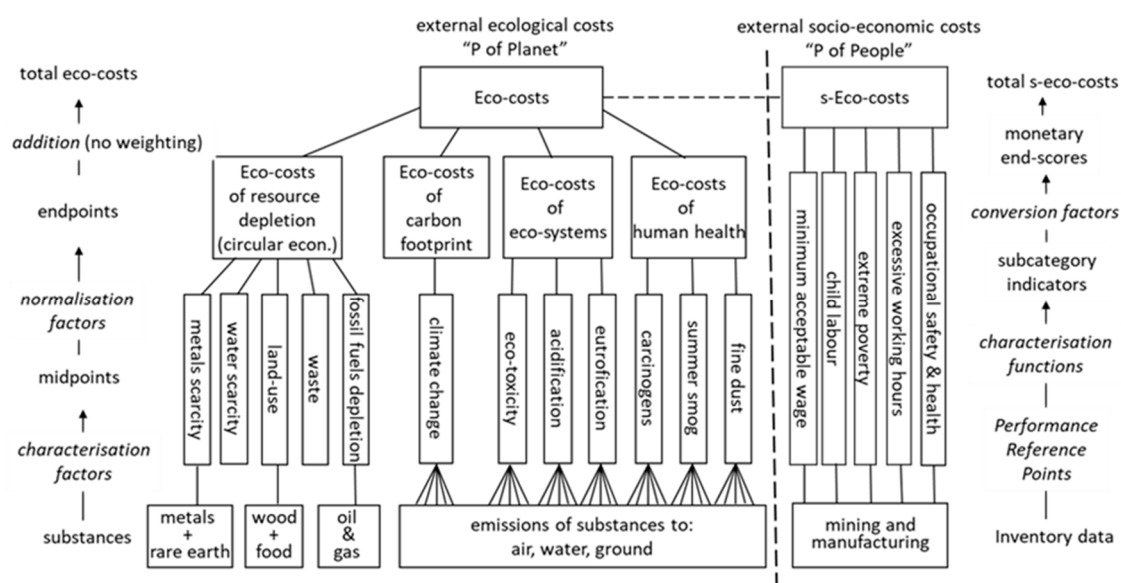 external ecological costs
“P of Planet”
external socio-economic costs
“P of People”
total eco-costs
addition (no weighting)
endpoints
normalisation
factors
midpoints
characterisation
factors
substances
Eco-costs
s-Eco-costs
Eco-costs
of resource
depletion
(circular econ.)
Eco-costs
of
carbon
footprint
Eco-costs
of
eco-systems
Eco-costs
of
human health
metals scarcity
water scarcity
land-use
waste
fossil fuels depletion
climate change
eco-toxicity
acidification
eutrofication
carcinogens
summer smog
fine dust
minimum acceptable wage
child labour
extreme poverty
excessive working hours
occupational safety & health
metals
+
rare earth
wood
+
food
oil
&
gas
emissions of substances to:
air, water, ground
mining and
manufacturing
total s-eco-costs
monetary
end-scores
conversion factors
subcategory
indicators
characterisation
functions
Performance
Reference
Points
Inventory data